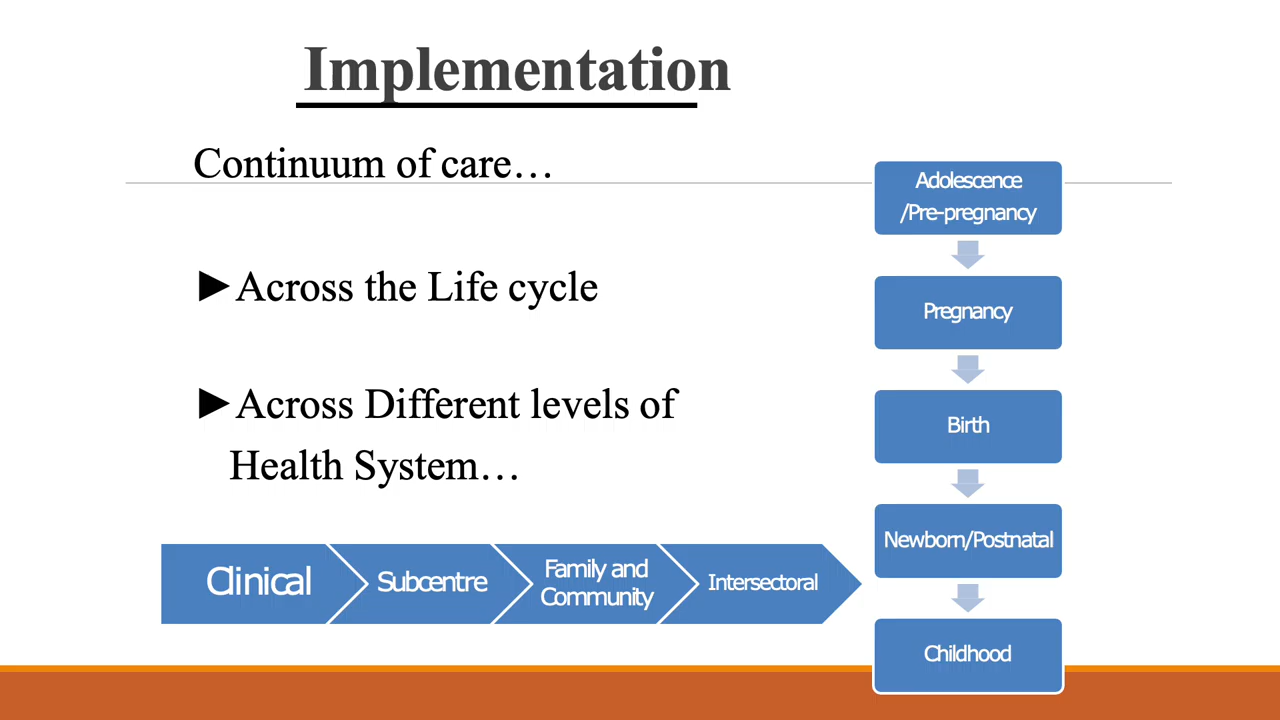 Implementation
Continuum of care…
►Across the Life cycle
►Across Different levels of
Health System…
Clinical
Subcentre
Family and
Community
Intersectoral
Adolescence
/Pre-pregnancy
Pregnancy
Birth
Newborn/Postnatal
Childhood